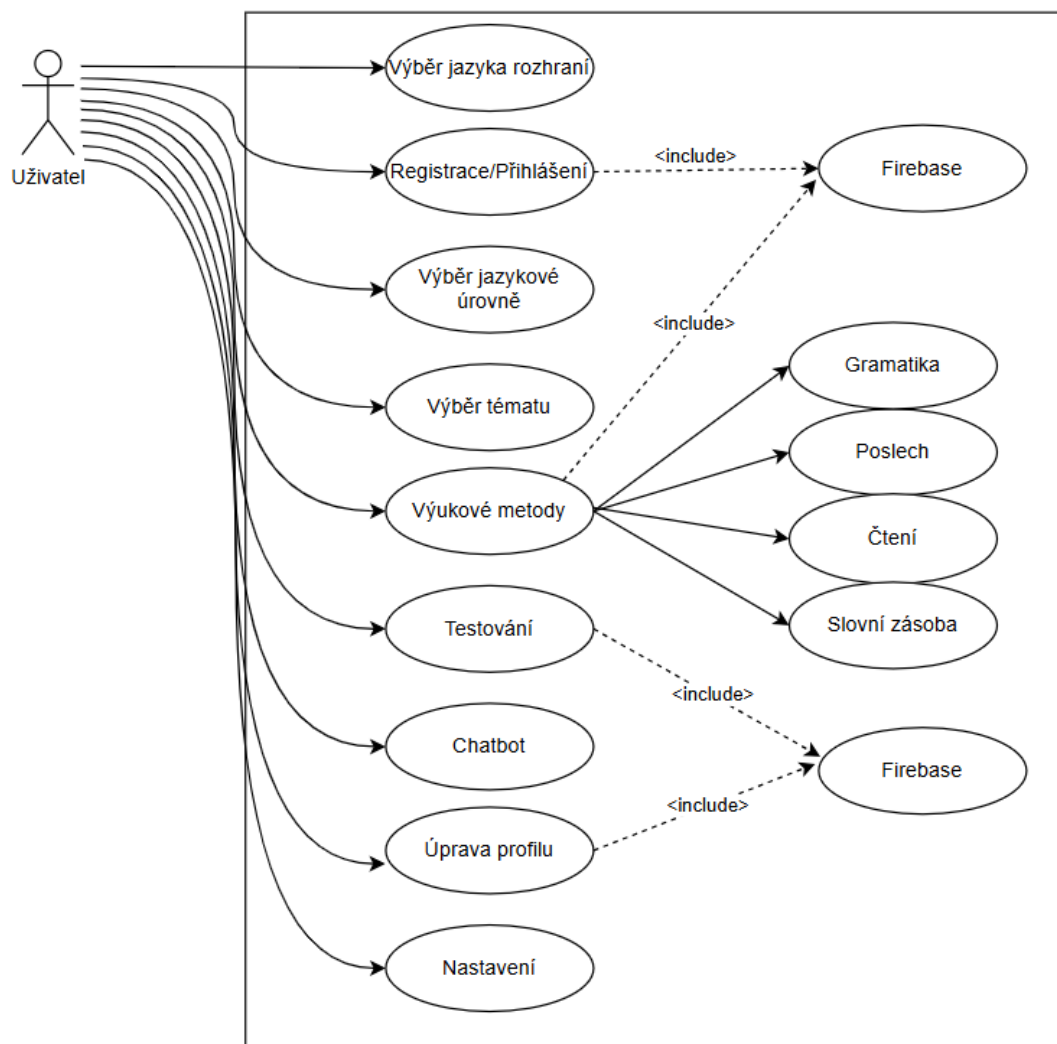 Výběr jazyka rozhraní
Uživatel
Registrace/Přihlášení
<include>
Firebase
Výběr jazykové
úrovně
<include>
Gramatika
Výběr tématu
Poslech
Výukové metody
Čtení
Testování
Slovní zásoba
<include>
Chatbot
Firebase
<include>
Úprava profilu
Nastavení